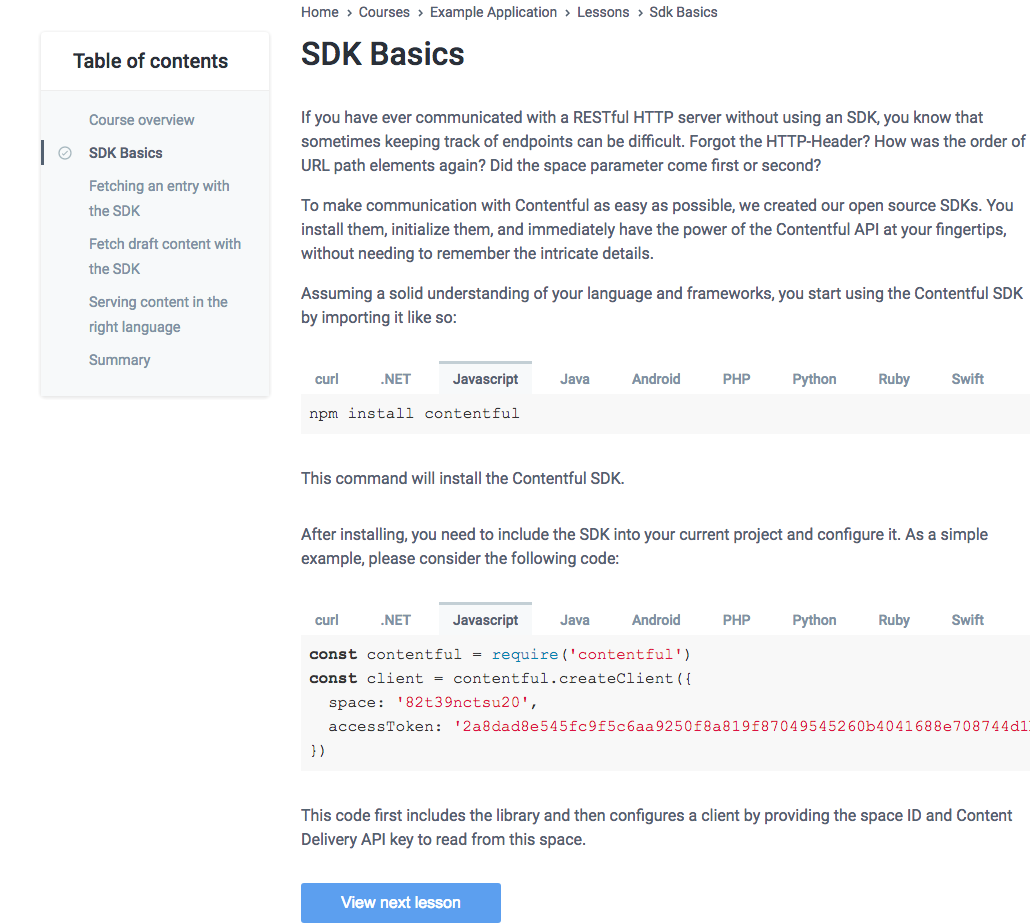 Home › Courses › Example Application › Lessons › Sdk Basics
Table of contents
Course overview
SDK Basics
Fetching an entry with
the SDK
Fetch draft content with
the SDK
Serving content in the
right language
Summary
SDK Basics
If you have ever communicated with a RESTful HTTP server without using an SDK, you know that
sometimes keeping track of endpoints can be difficult. Forgot the HTTP-Header? How was the order of
URL path elements again? Did the space parameter come first or second?
To make communication with Contentful as easy as possible, we created our open source SDKs. You
install them, initialize them, and immediately have the power of the Contentful API at your fingertips,
without needing to remember the intricate details.
Assuming a solid understanding of your language and frameworks, you start using the Contentful SDK
by importing it like so:
curl .NET Javascript Java Android PHP Python Ruby Swift
npm install contentful
This command will install the Contentful SDK.
After installing, you need to include the SDK into your current project and configure it. As a simple
example, please consider the following code:
curl .NET Javascript Java Android PHP Python Ruby Swift
const contentful = require('contentful')
const client = contentful.createClient({
space: '82t39nctsu20',
accessToken: '2a8dad8e545fc9f5c6aa9250f8a819f87049545260b4041688e708744d1
})
This code first includes the library and then configures a client by providing the space ID and Content
Delivery API key to read from this space.
View next lesson